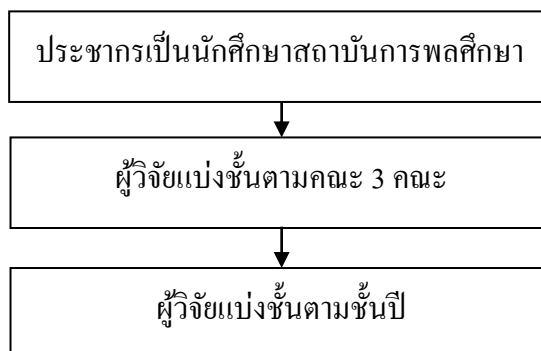 ประชากรเป็นนักศึกษาสถาบันการพลศึกษา
ผู้วิจัยแบ่งชั้นตามคณะ 3 คณะ
ผู้วิจัยแบ่งชั้นตามชั้นปี